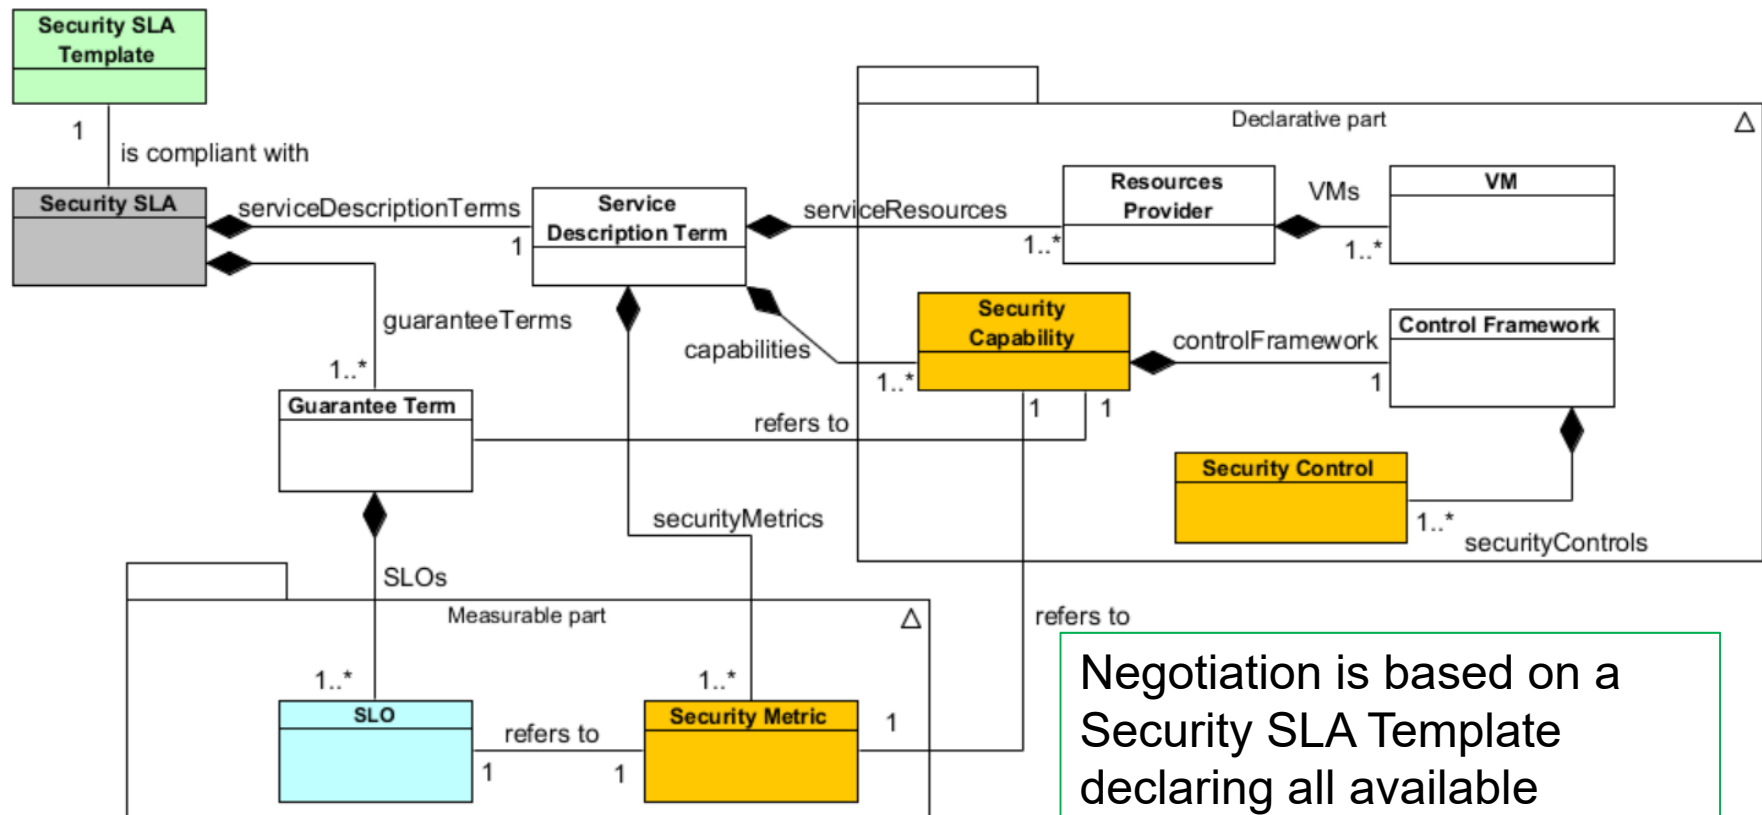 Security SLA
Template
1
is compliant with
Security SLA
serviceDescriptionTerms
1
Service
Description Term
serviceResources
1..*
Declarative part
Resources
Provider
VMs
1..*
VM
guaranteeTerms
1..*
capabilities
1..*
Security
Capability
controlFramework
1
Control Framework
1
1
Guarantee Term
refers to
Security Control
1..*
securityControls
securityMetrics
SLOs
Measurable part
refers to
1..*
1..*
SLO
refers to
1
1
Security Metric
1
Negotiation is based on a
Security SLA Template
declaring all available